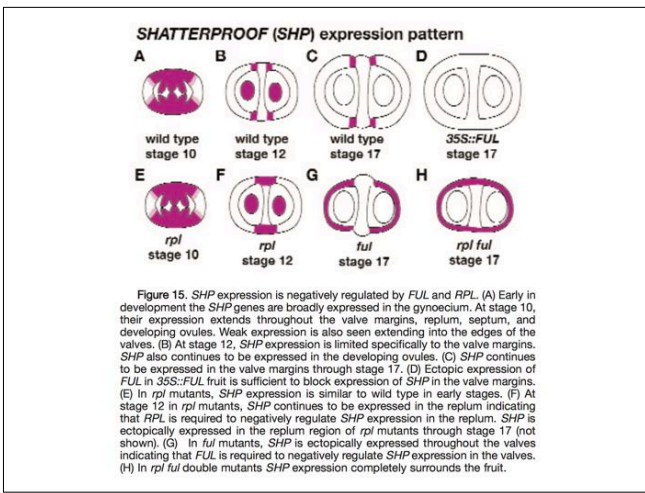 SHATTERPROOF (SHP) expression pattern
A B C D
wild type stage 10
wild type stage 12
wild type stage 17
35S::FUL stage 17
E F G H
rpl stage 10
rpl stage 12
ful stage 17
rpl ful stage 17
Figure 15. SHP expression is negatively regulated by FUL and RPL. (A) Early in
development the SHP genes are broadly expressed in the gynoecium. At stage 10,
their expression extends throughout the valve margins, replum, septum, and
developing ovules. Weak expression is also seen extending into the edges of the
valves. (B) At stage 12, SHP expression is limited specifically to the valve margins.
SHP also continues to be expressed in the developing ovules. (C) SHP continues
to be expressed in the valve margins through stage 17. (D) Ectopic expression of
FUL in 35S::FUL fruit is sufficient to block expression of SHP in the valve margins.
(E) In rpl mutants, SHP expression is similar to wild type in early stages. (F) At
stage 12 in rpl mutants, SHP continues to be expressed in the replum indicating
that RPL is required to negatively regulate SHP expression in the replum. SHP is
ectopically expressed in the replum region of rpl mutants through stage 17 (not
shown). (G) In ful mutants, SHP is ectopically expressed throughout the valves
indicating that FUL is required to negatively regulate SHP expression in the valves.
(H) In rpl ful double mutants SHP expression completely surrounds the fruit.